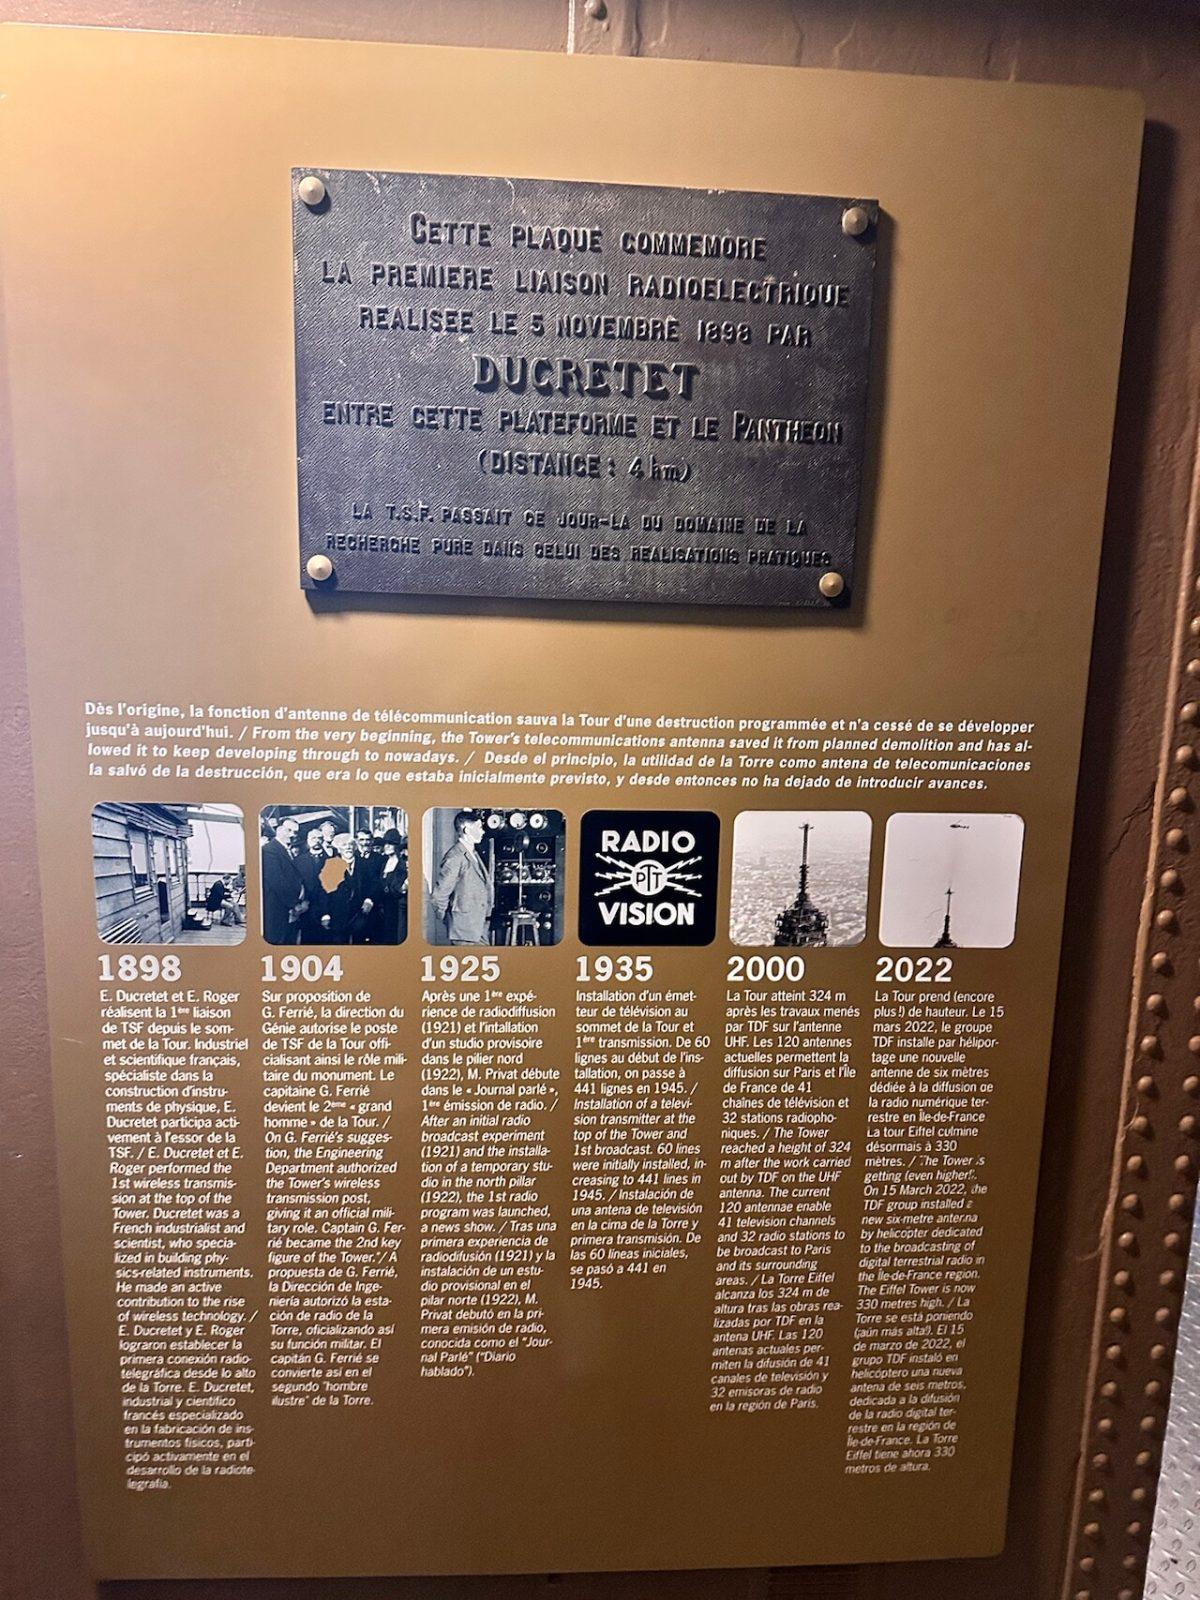 CETTE PLAQUE COMMEMORE
LA PREMIERE LIAISON RADIOELECTRIQUE
REALISEE LE 5 NOVEMBRE 1898 PAR
DUCRETET
ENTRE CETTE PLATEFORME ET LE PANTHEON
(DISTANCE : 4 km)
LA T.S.F. PASSAIT CE JOUR-LA DU DOMAINE DE LA
RECHERCHE PURE DANS CELUI DES REALISATIONS PRATIQUES
Dès l'origine, la fonction d'antenne de télécommunication sauva la Tour d'une destruction programmée et n'a cessé de se développer
jusqu'à aujourd'hui. / From the very beginning, the Tower's telecommunications antenna saved it from planned demolition and has al-
lowed it to keep developing through to nowadays. / Desde el principio, la utilidad de la Torre como antena de telecomunicaciones
la salvó de la destrucción, que era lo que estaba inicialmente previsto, y desde entonces no ha dejado de introducir avances.
RADIO
PTT
VISION
1898
E. Ducretet et E. Roger
réalisent la 1ère liaison
de TSF depuis le som-
met de la Tour. Industriel
et scientifique français,
spécialiste dans la
construction d'instru-
ments de physique, E.
Ducretet participa acti-
vement à l'essor de la
TSF. / E. Ducretet et E.
Roger performed the
1st wireless transmis-
sion at the top of the
Tower. Ducretet was a
French industrialist and
scientist, who specia-
lized in building phy-
sics-related instruments.
He made an active
contribution to the rise
of wireless technology. /
E. Ducretet y E. Roger
lograron establecer la
primera conexión radio-
telegráfica desde lo alto
de la Torre. E. Ducretet,
industrial y científico
francés especializado
en la fabricación de ins-
trumentos físicos, parti-
cipó activamente en el
desarrollo de la radiote-
legrafía.
1904
Sur proposition de
G. Ferrié, la direction du
Génie autorise le poste
de TSF de la Tour offi-
cialisant ainsi le rôle mili-
taire du monument. Le
capitaine G. Ferrié
devient le 2ème « grand
homme » de la Tour. /
On G. Ferrié's sugges-
tion, the Engineering
Department authorized
the Tower's wireless
transmission post,
giving it an official mili-
tary role. Captain G. Fer-
rié became the 2nd key
figure of the Tower." / A
propuesta de G. Ferrié,
la Dirección de Inge-
niería autorizó la esta-
ción de radio de la
Torre, oficializando así
su función militar. El
capitán G. Ferrié se
convierte así en el
segundo "hombre
ilustre" de la Torre.
1925
Après une 1ère expé-
rience de radiodiffusion
(1921) et l'intallation
d'un studio provisoire
dans le pilier nord
(1922), M. Privat débute
dans le « Journal parlé »,
1ère émission de radio. /
After an initial radio
broadcast experiment
(1921) and the installa-
tion of a temporary stu-
dio in the north pillar
(1922), the 1st radio
program was launched,
a news show. / Tras una
primera experiencia de
radiodifusión (1921) y la
instalación de un estu-
dio provisional en el
pilar norte (1922), M.
Privat debutó en la pri-
mera emisión de radio,
conocida como el "Jour-
nal Parlé" ("Diario
hablado").
1935
Installation d'un émet-
teur de télévision au
sommet de la Tour et
1ère transmission. De 60
lignes au début de l'ins-
tallation, on passe à
441 lignes en 1945. /
Installation of a televi-
sion transmitter at the
top of the Tower and
1st broadcast. 60 lines
were initially installed, in-
creasing to 441 lines in
1945. / Instalación de
una antena de televisión
en la cima de la Torre y
primera transmisión. De
las 60 líneas iniciales,
se pasó a 441 en
1945.
2000
La Tour atteint 324 m
après les travaux menés
par TDF sur l'antenne
UHF. Les 120 antennes
actuelles permettent la
diffusion sur Paris et l'Île
de France de 41
chaînes de télévision et
32 stations radiopho-
niques. / The Tower
reached a height of 324
m after the work carried
out by TDF on the UHF
antenna. The current
120 antennae enable
41 television channels
and 32 radio stations to
be broadcast to Paris
and its surrounding
areas. / La Torre Eiffel
alcanza los 324 m de
altura tras las obras rea-
lizadas por TDF en la
antena UHF. Las 120
antenas actuales per-
miten la difusión de 41
canales de televisión y
32 emisoras de radio
en la región de París.
2022
La Tour prend (encore
plus !) de hauteur. Le 15
mars 2022, le groupe
TDF installe par hélipor-
tage une nouvelle
antenne de six mètres
dédiée à la diffusion de
la radio numérique ter-
restre en Île-de-France
La tour Eiffel culmine
désormais à 330
mètres. / The Tower is
getting (even higher!).
On 15 March 2022, the
TDF group installed a
new six-metre antenna
by helicopter dedicated
to the broadcasting of
digital terrestrial radio in
the Île-de-France region.
The Eiffel Tower is now
330 metres high. / La
Torre se está poniendo
(¡aún más alta!). El 15
de marzo de 2022, el
grupo TDF instaló en
helicóptero una nueva
antena de seis metros,
dedicada a la difusión
de la radio digital ter-
restre en la región de
Île-de-France. La Torre
Eiffel tiene ahora 330
metros de altura.